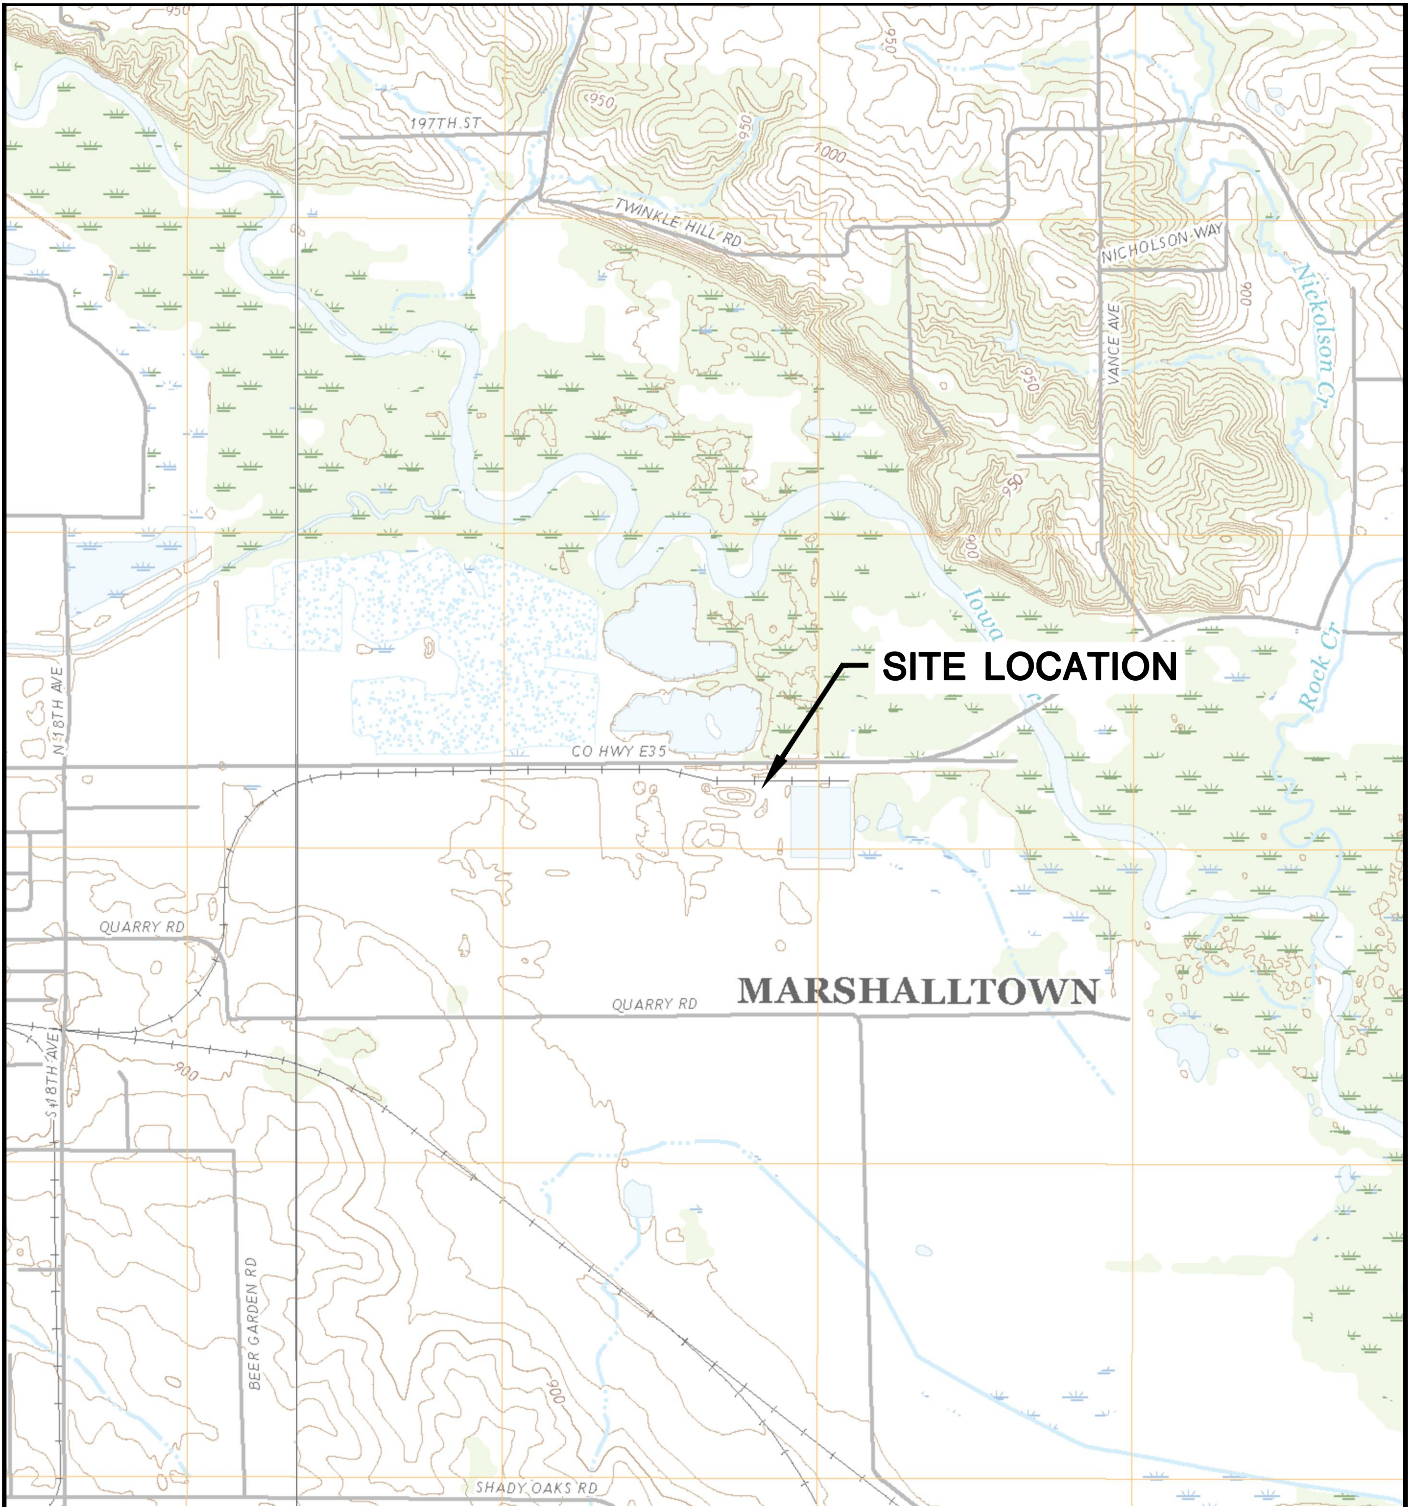 950
950
197TH ST
950
950
1000
TWINKLE HILL RD
NICHOLSON WAY
900
Nickolson Cr
VANCE AVE
950
950
900
Iowa
Rock Cr
SITE LOCATION
N 18TH AVE
CO HWY E35
QUARRY RD
QUARRY RD
MARSHALLTOWN
S 18TH AVE
900
BEER GARDEN RD
900
SHADY OAKS RD